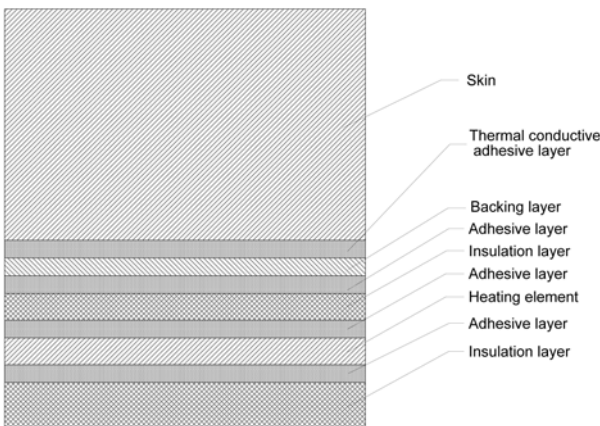 Skin
Thermal conductive
adhesive layer
Backing layer
Adhesive layer
Insulation layer
Adhesive layer
Heating element
Adhesive layer
Insulation layer